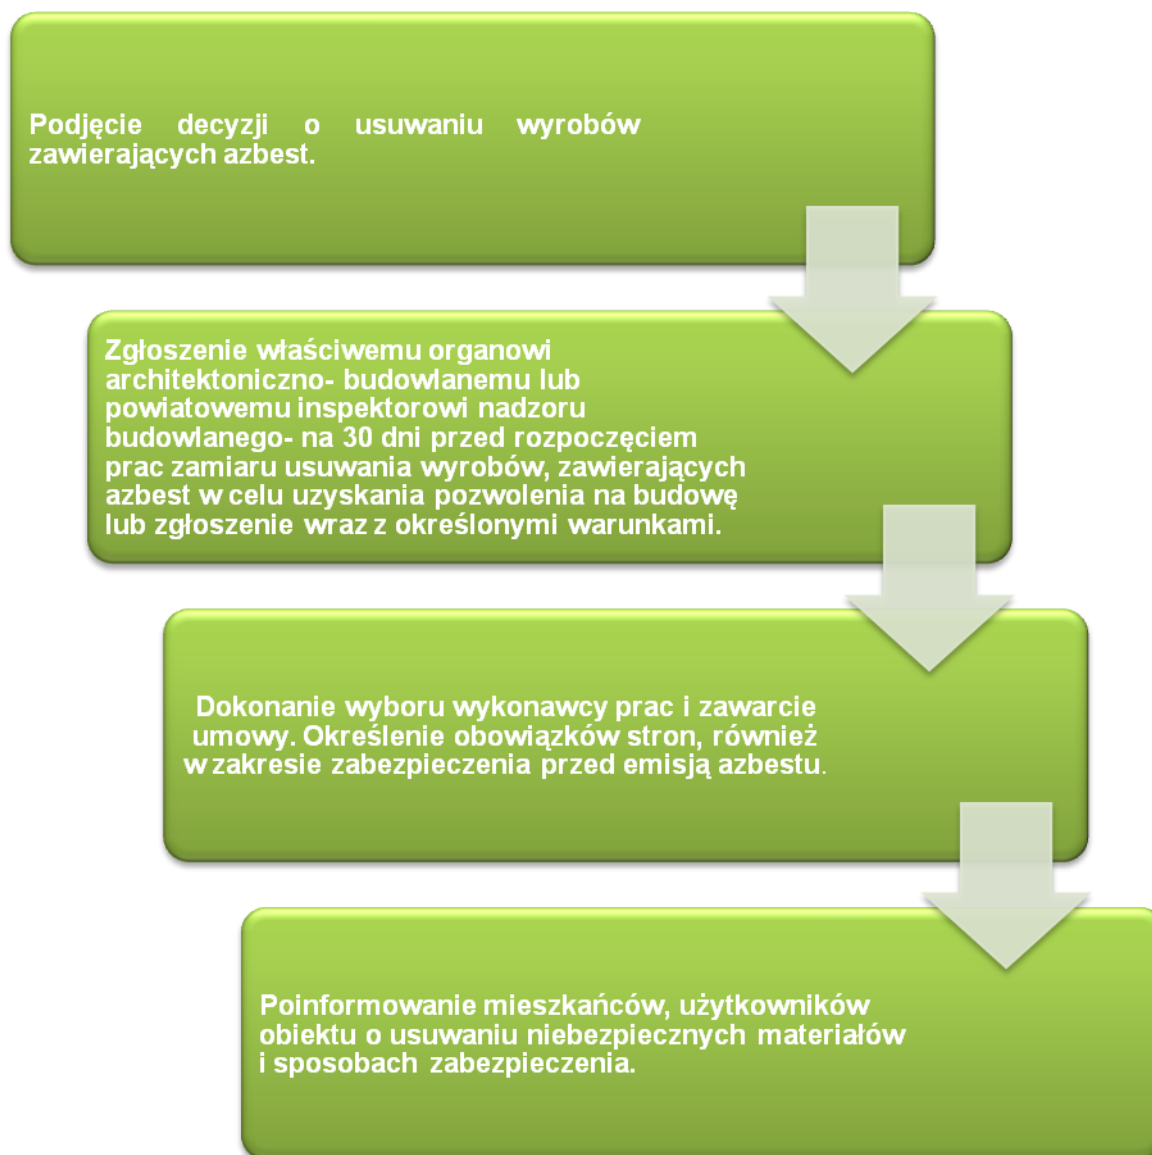 Podjęcie decyzji o usuwaniu wyrobów
zawierających azbest.
Zgłoszenie właściwemu organowi
architektoniczno- budowlanemu lub
powiatowemu inspektorowi nadzoru
budowlanego- na 30 dni przed rozpoczęciem
prac zamiaru usuwania wyrobów, zawierających
azbest w celu uzyskania pozwolenia na budowę
lub zgłoszenie wraz z określonymi warunkami.
Dokonanie wyboru wykonawcy prac i zawarcie
umowy. Określenie obowiązków stron, również
w zakresie zabezpieczenia przed emisją azbestu.
Poinformowanie mieszkańców, użytkowników
obiektu o usuwaniu niebezpiecznych materiałów
i sposobach zabezpieczenia.